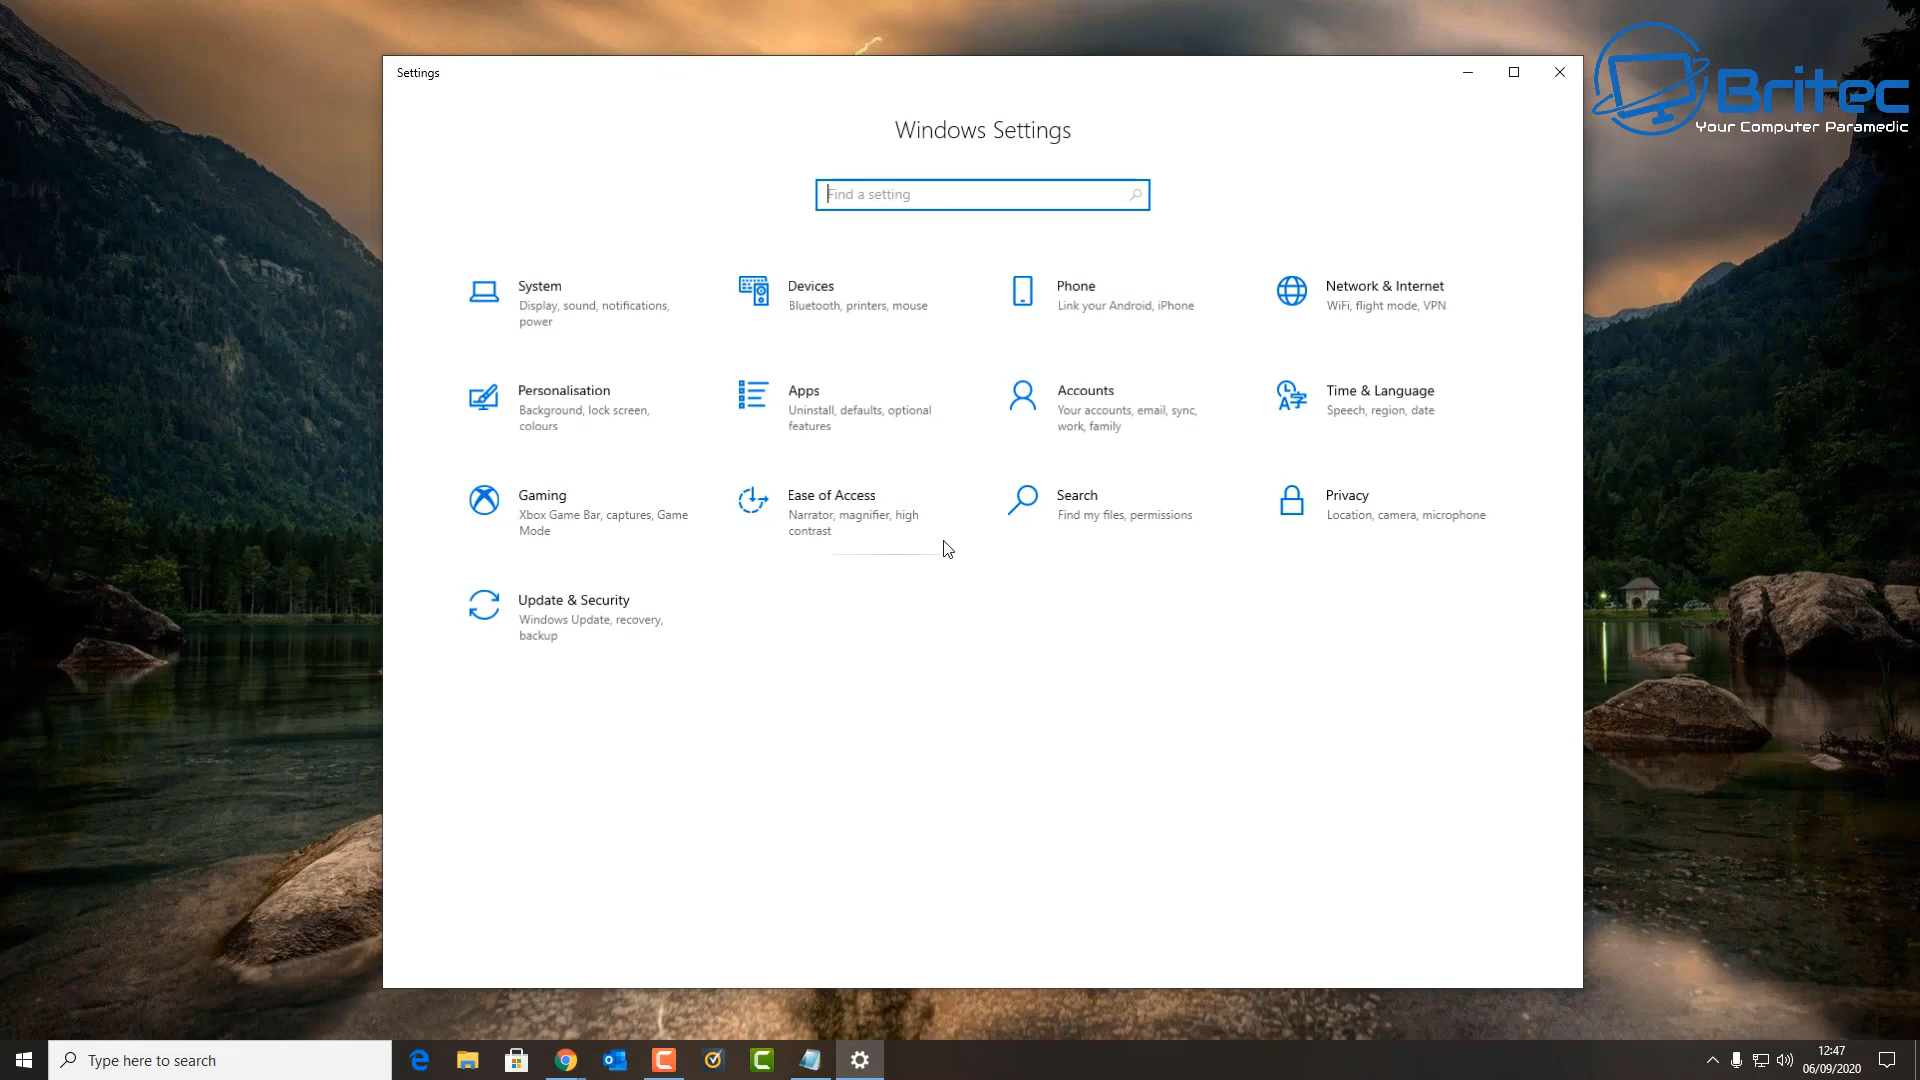 Settings
Britec
Your Computer Paramedic
Windows Settings
Find a setting
System
Display, sound, notifications,
power
Devices
Bluetooth, printers, mouse
Phone
Link your Android, iPhone
Network & Internet
WiFi, flight mode, VPN
Personalisation
Background, lock screen,
colours
Apps
Uninstall, defaults, optional
features
Accounts
Your accounts, email, sync,
work, family
Time & Language
Speech, region, date
Gaming
Xbox Game Bar, captures, Game
Mode
Ease of Access
Narrator, magnifier, high
contrast
Search
Find my files, permissions
Privacy
Location, camera, microphone
Update & Security
Windows Update, recovery,
backup
Type here to search
12:47
06/09/2020